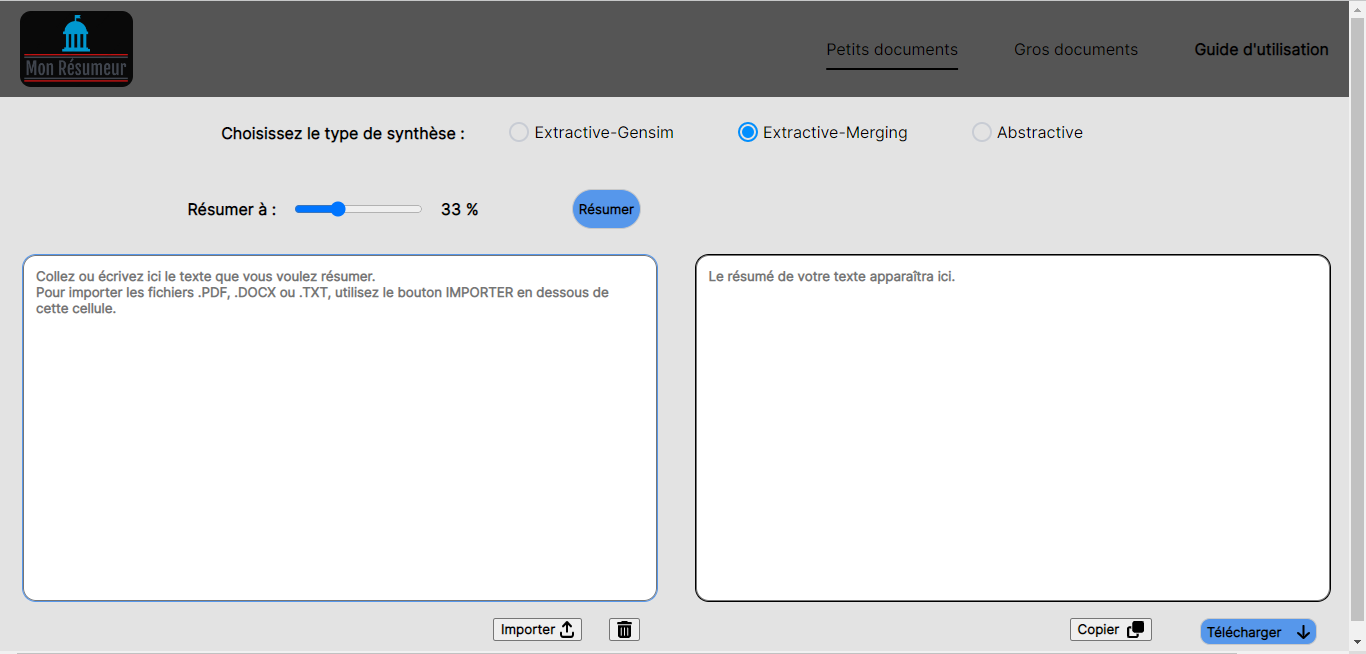 Mon Résumeur
Petits documents
Gros documents
Guide d'utilisation
Choisissez le type de synthèse :
Extractive-Gensim
Extractive-Merging
Abstractive
Résumer à :
33 %
Résumer
Collez ou écrivez ici le texte que vous voulez résumer.
Pour importer les fichiers .PDF, .DOCX ou .TXT, utilisez le bouton IMPORTER en dessous de
cette cellule.
Le résumé de votre texte apparaîtra ici.
Importer
Copier
Télécharger